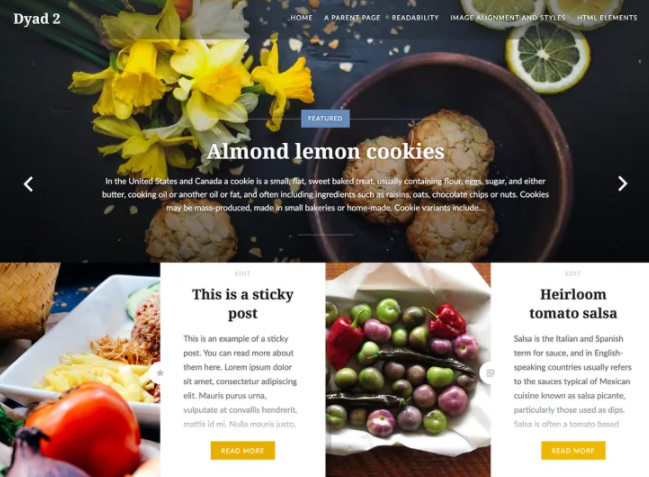 Dyad 2
HOME A PARENT PAGE READABILITY IMAGE ALIGNMENT AND STYLES HTML ELEMENTS
FEATURED
Almond lemon cookies
In the United States and Canada a cookie is a small, flat, sweet baked treat, usually containing flour, eggs, sugar, and either
butter, cooking oil or another oil or fat, and often including ingredients such as raisins, oats, chocolate chips or nuts. Cookies
may be mass-produced, made in small bakeries or home-made. Cookie variants include...
EDIT
This is a sticky
post
This is an example of a sticky
post. You can read more about
them here. Lorem ipsum dolor
sit amet, consectetur adipiscing
elit. Mauris purus urna,
vulputate at convallis hendrerit,
mattis id mi. Nulla mauris justo,
READ MORE
EDIT
Heirloom
tomato salsa
Salsa is the Italian and Spanish
term for sauce, and in English-
speaking countries usually refers
to the sauces typical of Mexican
cuisine known as salsa picante,
particularly those used as dips.
Salsa is often a tomato based
READ MORE